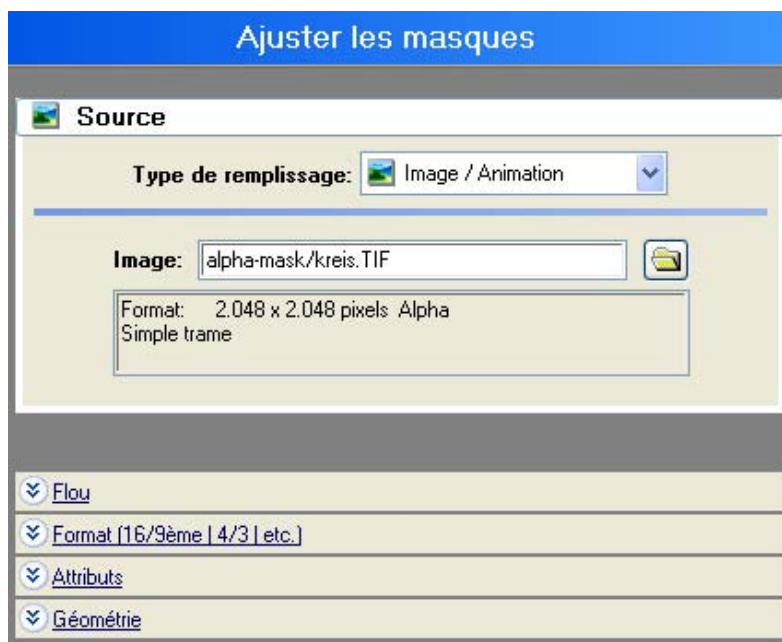 Ajuster les masques
Source
Type de remplissage: Image / Animation
Image: alpha-mask/kreis.TIF
Format: 2.048 x 2.048 pixels Alpha
Simple trame
Flou
Format (16/9ème | 4/3 | etc.)
Attributs
Géométrie